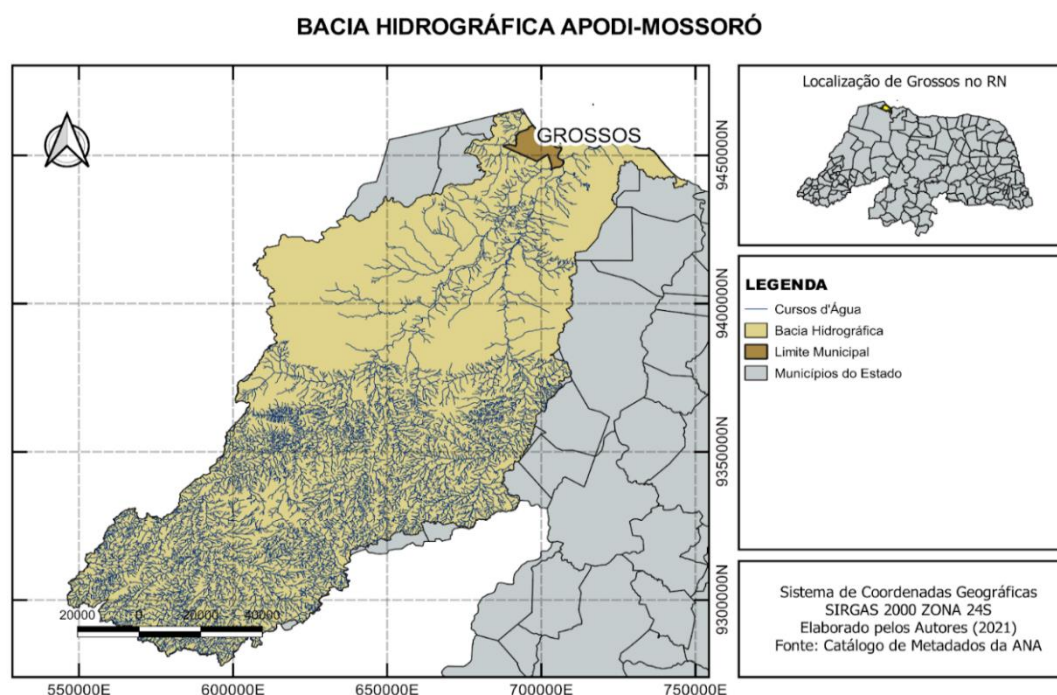 BACIA HIDROGRÁFICA APODI-MOSSORÓ
GROSSOS
9450000N
9400000N
9350000N
9300000N
20000 0 20000 40000
550000E 600000E 650000E 700000E 750000E
Localização de Grossos no RN
LEGENDA
Cursos d'Água
Bacia Hidrográfica
Limite Municipal
Municípios do Estado
Sistema de Coordenadas Geográficas
SIRGAS 2000 ZONA 24S
Elaborado pelos Autores (2021)
Fonte: Catálogo de Metadados da ANA